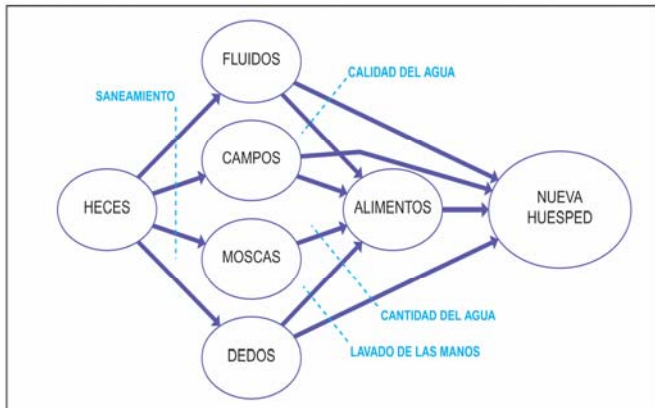 FLUIDOS
CALIDAD DEL AGUA
SANEAMIENTO
CAMPOS
HECES
ALIMENTOS
NUEVA
HUESPED
MOSCAS
CANTIDAD DEL AGUA
LAVADO DE LAS MANOS
DEDOS